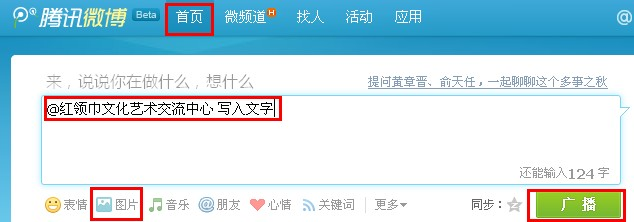 腾讯微博 Beta 首页 微频道 H 找人 活动 应用 @
来，说说你在做什么，想什么 提问黄章晋、俞天任，一起聊聊这个多事之秋
@红领巾文化艺术交流中心 写入文字
还能输入124字
表情 图片 音乐 @朋友 心情 关键词 更多 同步： 广播